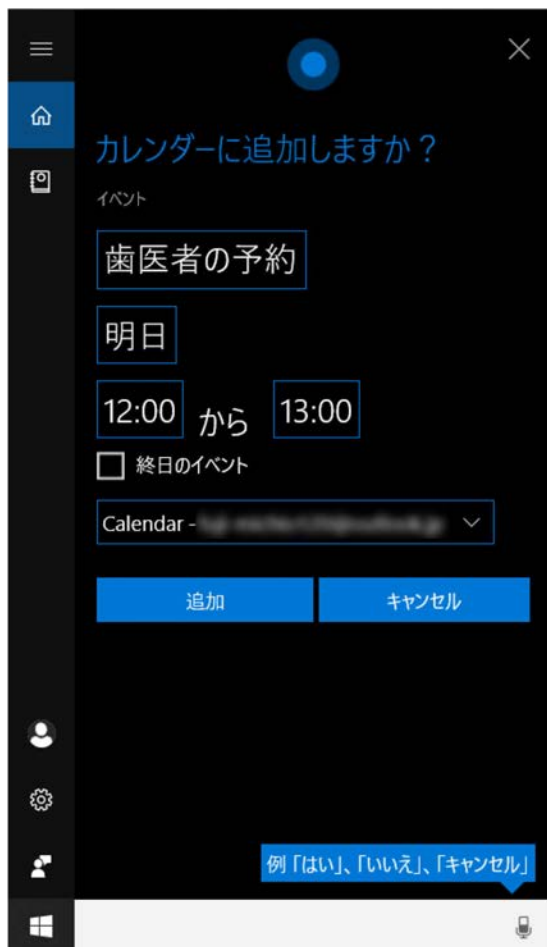 カレンダーに追加しますか？
イベント
歯医者の予約
明日
12:00 から 13:00
終日のイベント
Calendar -
追加 キャンセル
例「はい」、「いいえ」、「キャンセル」